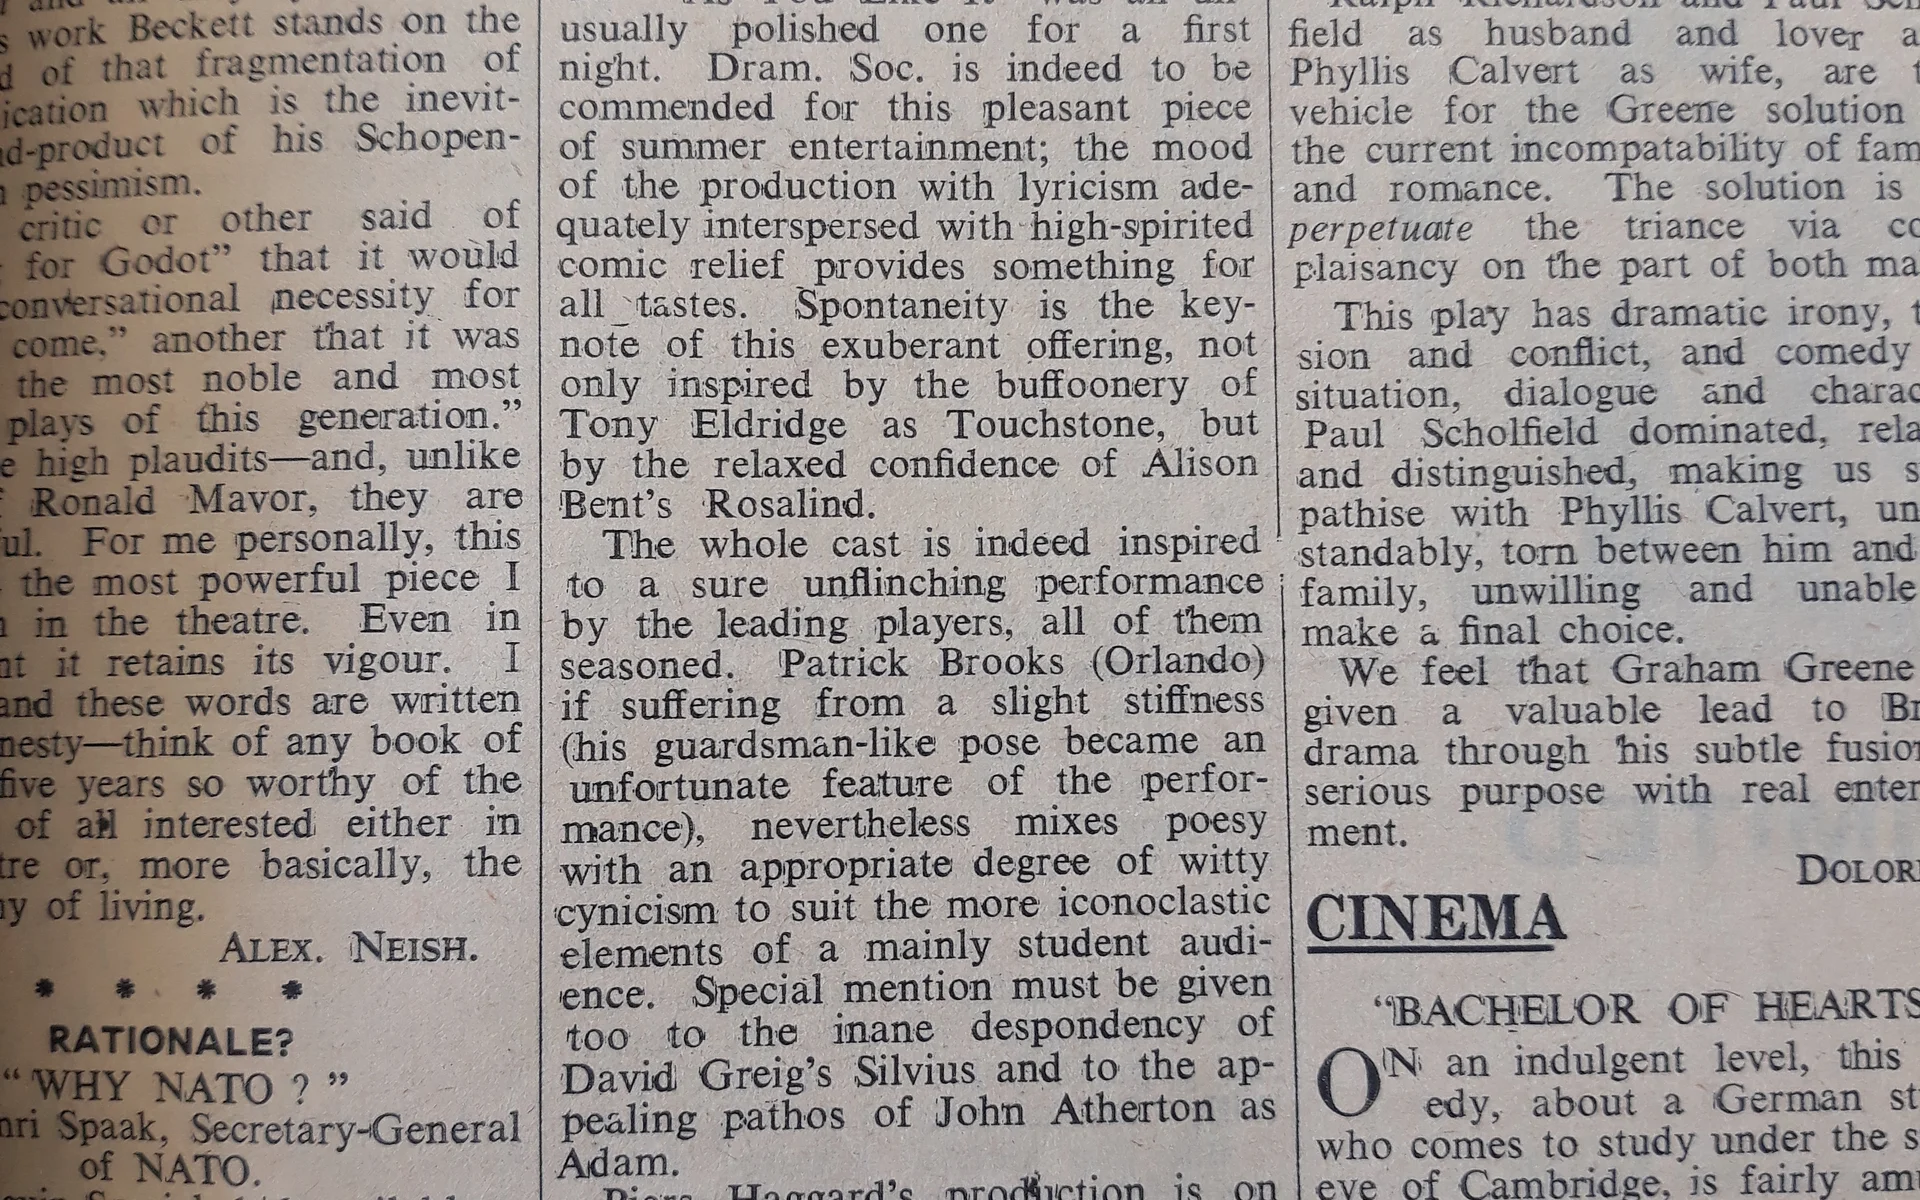 work Beckett stands on the
of that fragmentation of
which is the inevit-
of his Schopen-
pessimism.
critic or other said of
for Godot” that it would
conversational necessity for
come,” another that it was
the most noble and most
plays of this generation.”
high plaudits—and, unlike
Ronald Mavor, they are
For me personally, this
the most powerful piece I
in the theatre. Even in
it retains its vigour. I
and these words are written
think of any book of
five years so worthy of the
of all interested either in
or, more basically, the
of living.
ALEX. NEISH.
* * * *
RATIONALE?
“WHY NATO ? ”
Spaak, Secretary-General
of NATO.
usually polished one for a first
night. Dram. Soc. is indeed to be
commended for this pleasant piece
of summer entertainment; the mood
of the production with lyricism ade-
quately interspersed with high-spirited
comic relief provides something for
all tastes. Spontaneity is the key-
note of this exuberant offering, not
only inspired by the buffoonery of
Tony Eldridge as Touchstone, but
by the relaxed confidence of Alison
Bent’s Rosalind.
The whole cast is indeed inspired
to a sure unflinching performance
by the leading players, all of them
seasoned. Patrick Brooks (Orlando)
if suffering from a slight stiffness
(his guardsman-like pose became an
unfortunate feature of the perfor-
mance), nevertheless mixes poesy
with an appropriate degree of witty
cynicism to suit the more iconoclastic
elements of a mainly student audi-
ence. Special mention must be given
too to the inane despondency of
David Greig’s Silvius and to the ap-
pealing pathos of John Atherton as
Adam.
Piers Haggard’s production is on
field as husband and lover
Phyllis Calvert as wife, are
vehicle for the Greene solution
the current incompatability of
and romance. The solution is
perpetuate the triance via
plaisancy on the part of both
This play has dramatic irony,
sion and conflict, and comedy
situation, dialogue and
Paul Scholfield dominated,
and distinguished, making us
pathise with Phyllis Calvert,
standably, torn between him and
family, unwilling and unable
make a final choice.
We feel that Graham Greene
given a valuable lead to
drama through his subtle
serious purpose with real
ment.
CINEMA
“BACHELOR OF HEARTS
ON an indulgent level, this
edy, about a German
who comes to study under the
eye of Cambridge, is fairly